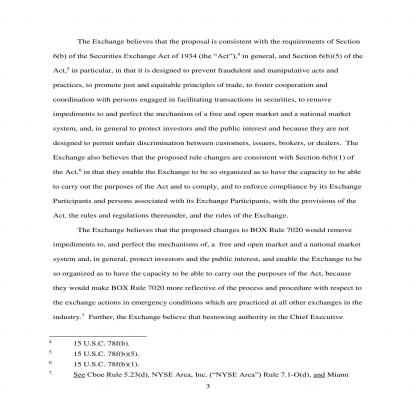 The Exchange believes that the proposal is consistent with the requirements of Section
6(b) of the Securities Exchange Act of 1934 (the “Act”),4 in general, and Section 6(b)(5) of the
Act,5 in particular, in that it is designed to prevent fraudulent and manipulative acts and
practices, to promote just and equitable principles of trade, to foster cooperation and
coordination with persons engaged in facilitating transactions in securities, to remove
impediments to and perfect the mechanism of a free and open market and a national market
system, and, in general to protect investors and the public interest and because they are not
designed to permit unfair discrimination between customers, issuers, brokers, or dealers. The
Exchange also believes that the proposed rule changes are consistent with Section 6(b)(1) of
the Act,6 in that they enable the Exchange to be so organized as to have the capacity to be able
to carry out the purposes of the Act and to comply, and to enforce compliance by its Exchange
Participants and persons associated with its Exchange Participants, with the provisions of the
Act, the rules and regulations thereunder, and the rules of the Exchange.
The Exchange believes that the proposed changes to BOX Rule 7020 would remove
impediments to, and perfect the mechanisms of, a free and open market and a national market
system and, in general, protect investors and the public interest, and enable the Exchange to be
so organized as to have the capacity to be able to carry out the purposes of the Act, because
they would make BOX Rule 7020 more reflective of the process and procedure with respect to
the exchange actions in emergency conditions which are practiced at all other exchanges in the
industry.7 Further, the Exchange believe that bestowing authority in the Chief Executive
4 15 U.S.C. 78f(b).
5 15 U.S.C. 78f(b)(5).
6 15 U.S.C. 78f(b)(1).
7 See Cboe Rule 5.23(d), NYSE Arca, Inc. (“NYSE Arca”) Rule 7.1-O(d), and Miami
3